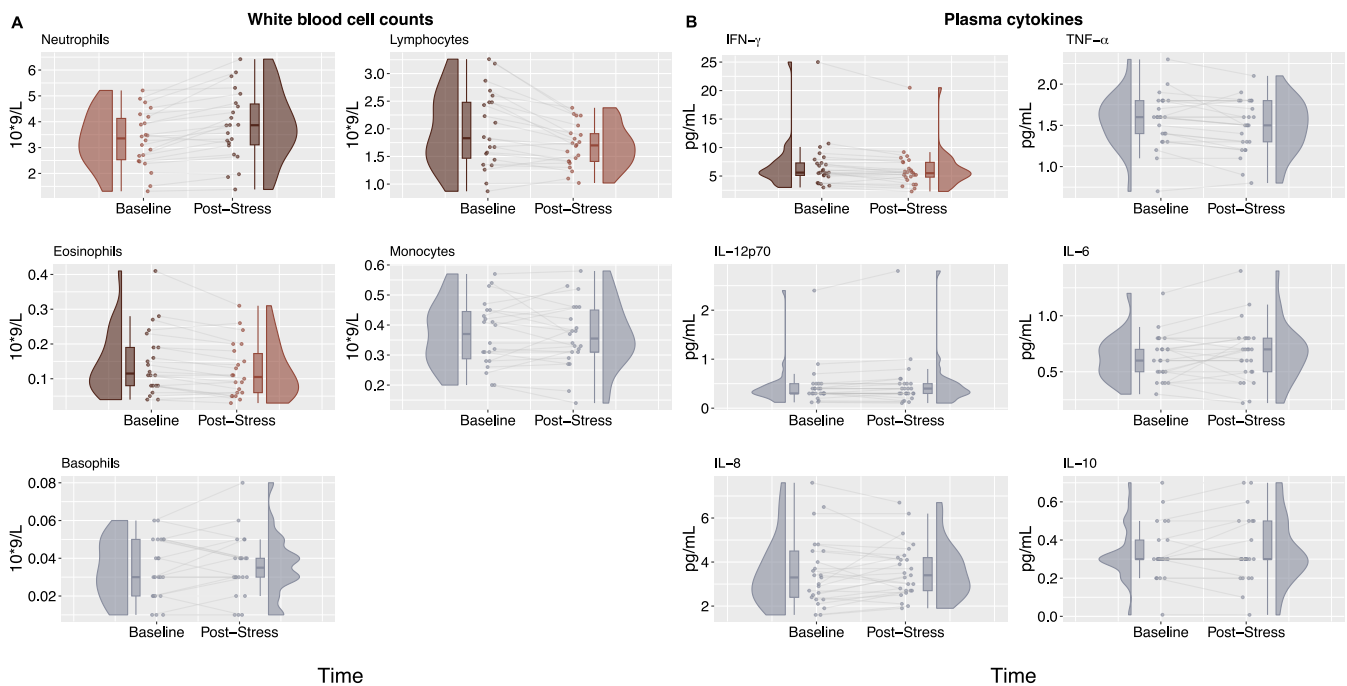 A
White blood cell counts
Neutrophils
10*9/L
6
5
4
3
2
Baseline
Post−Stress
Lymphocytes
3.0
2.5
2.0
1.5
1.0
Baseline
Post−Stress
Eosinophils
10*9/L
0.4
0.3
0.2
0.1
Baseline
Post−Stress
Monocytes
10*9/L
0.6
0.5
0.4
0.3
0.2
Baseline
Post−Stress
Basophils
10*9/L
0.08
0.06
0.04
0.02
Baseline
Post−Stress
Time
B
Plasma cytokines
IFN−γ
pg/mL
25
20
15
10
5
Baseline
Post−Stress
TNF−α
pg/mL
2.0
1.5
1.0
Baseline
Post−Stress
IL−12p70
pg/mL
2
1
0
Baseline
Post−Stress
IL−6
pg/mL
1.0
0.5
Baseline
Post−Stress
IL−8
pg/mL
6
4
2
Baseline
Post−Stress
IL−10
pg/mL
0.6
0.4
0.2
0.0
Baseline
Post−Stress
Time